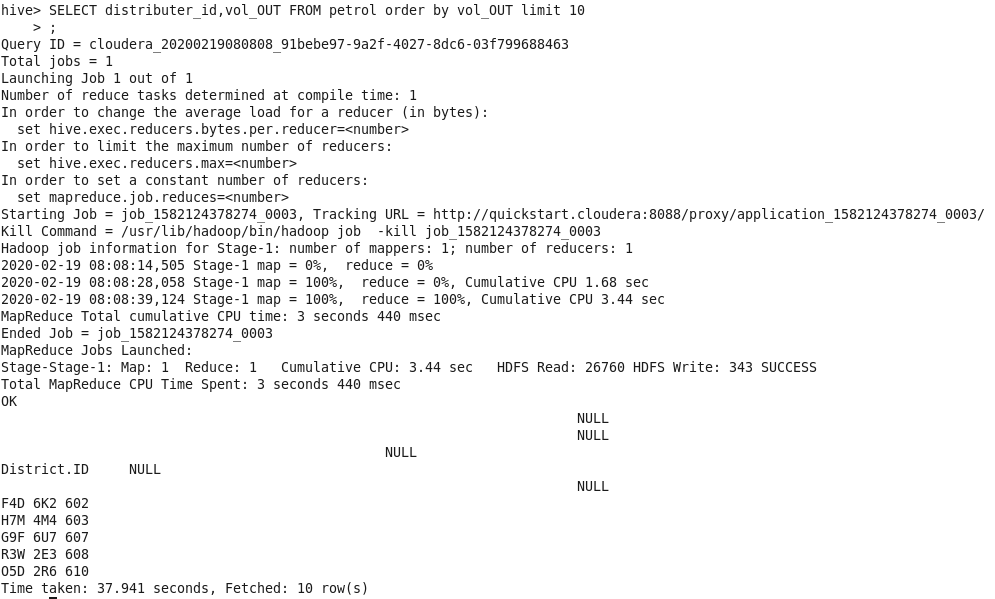 hive> SELECT distributer_id,vol_OUT FROM petrol order by vol_OUT limit 10
    > ;
Query ID = cloudera_20200219080808_91bebe97-9a2f-4027-8dc6-03f799688463
Total jobs = 1
Launching Job 1 out of 1
Number of reduce tasks determined at compile time: 1
In order to change the average load for a reducer (in bytes):
  set hive.exec.reducers.bytes.per.reducer=<number>
In order to limit the maximum number of reducers:
  set hive.exec.reducers.max=<number>
In order to set a constant number of reducers:
  set mapreduce.job.reduces=<number>
Starting Job = job_1582124378274_0003, Tracking URL = http://quickstart.cloudera:8088/proxy/application_1582124378274_0003/
Kill Command = /usr/lib/hadoop/bin/hadoop job  -kill job_1582124378274_0003
Hadoop job information for Stage-1: number of mappers: 1; number of reducers: 1
2020-02-19 08:08:14,505 Stage-1 map = 0%,  reduce = 0%
2020-02-19 08:08:28,058 Stage-1 map = 100%,  reduce = 0%, Cumulative CPU 1.68 sec
2020-02-19 08:08:39,124 Stage-1 map = 100%,  reduce = 100%, Cumulative CPU 3.44 sec
MapReduce Total cumulative CPU time: 3 seconds 440 msec
Ended Job = job_1582124378274_0003
MapReduce Jobs Launched:
Stage-Stage-1: Map: 1  Reduce: 1   Cumulative CPU: 3.44 sec   HDFS Read: 26760 HDFS Write: 343 SUCCESS
Total MapReduce CPU Time Spent: 3 seconds 440 msec
OK
NULL
NULL
NULL
District.ID     NULL
NULL
F4D 6K2 602
H7M 4M4 603
G9F 6U7 607
R3W 2E3 608
O5D 2R6 610
Time taken: 37.941 seconds, Fetched: 10 row(s)